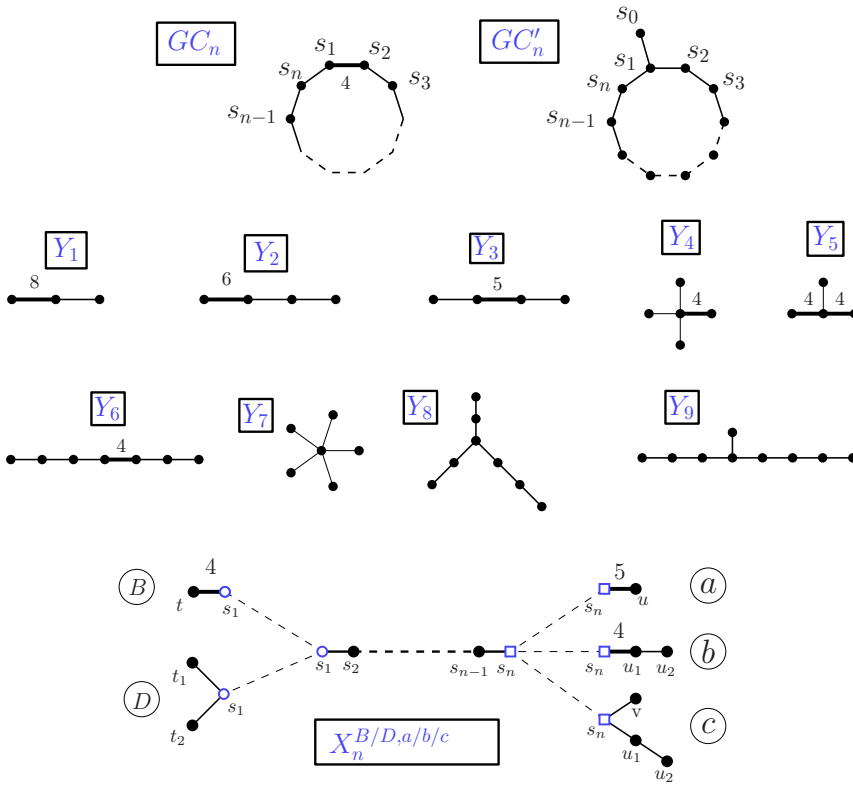 GC_n GC'_n
s_0
s_1 s_2 s_1 s_2
s_n 4 s_3 s_n s_3
s_{n-1} s_{n-1}
Y_1 Y_2 Y_3 Y_4 Y_5
8 6 5 4 4 4
Y_6 Y_7 Y_8 Y_9
4
B 4 5 a
t s_1 s_n u
4 b
s_1 s_2 s_{n-1} s_n s_n u_1 u_2
t_1
D s_1 v c
s_n
t_2 u_1
X_n^{B/D,a/b/c} u_2